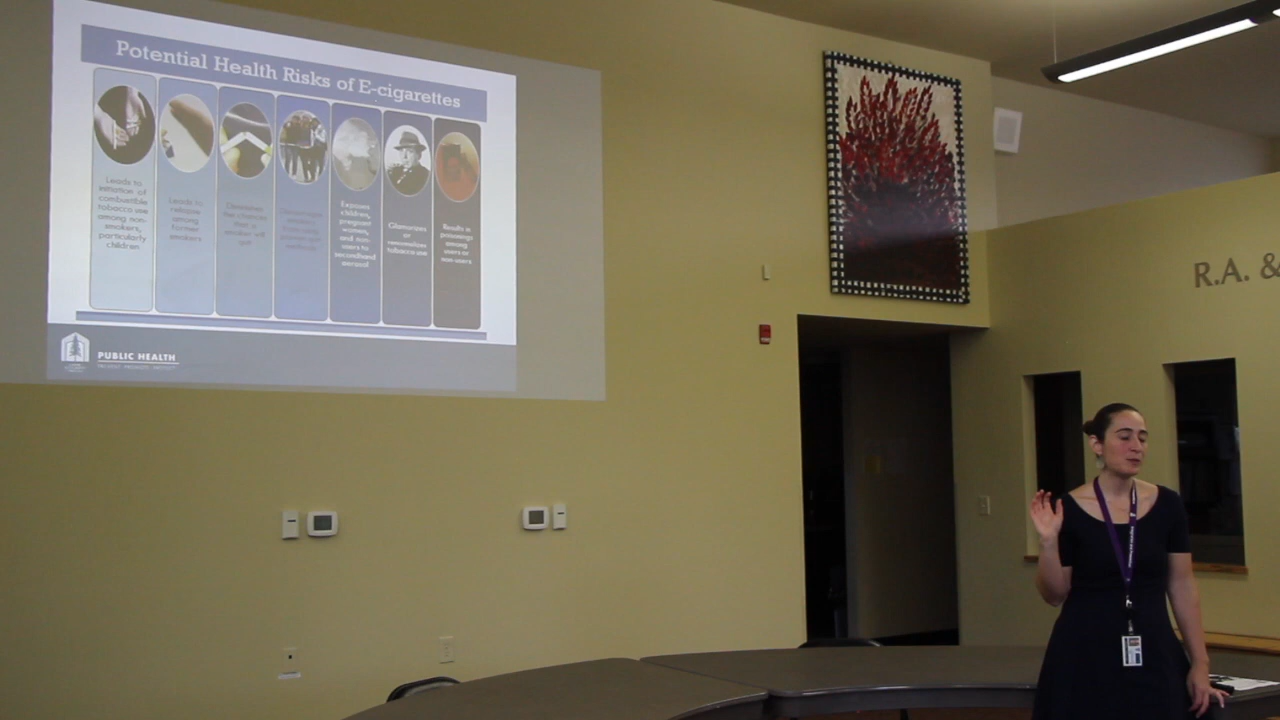 Potential Health Risks of E-cigarettes
Leads to
initiation of
combustible
tobacco use
among non-
smokers,
particularly
children
Leads to
relapse
among
former
smokers
Exposes
children,
pregnant
women,
and non-
users to
secondhand
aerosol
Glamorizes
or
renormalizes
tobacco use
Results in
poisonings
among
users or
non-users
PUBLIC HEALTH
R.A. &